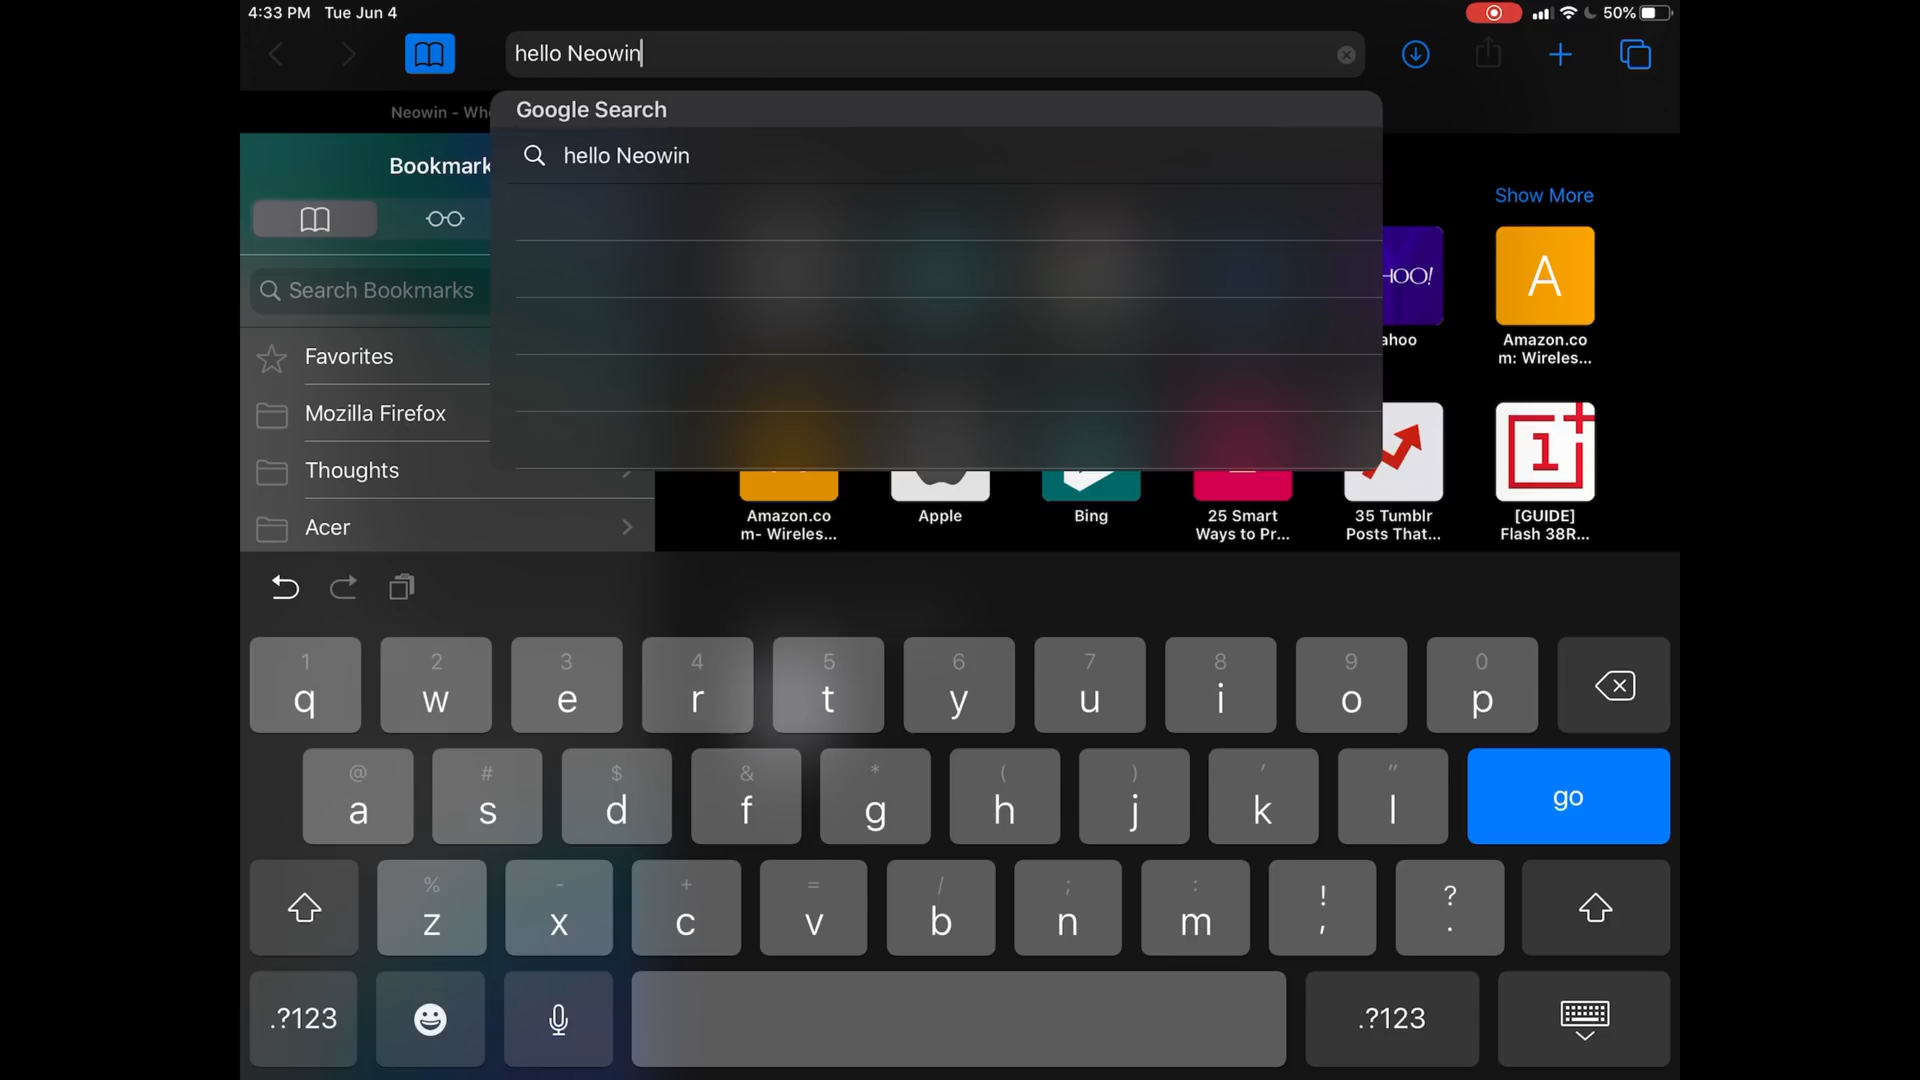 4:33 PM Tue Jun 4
50%
hello Neowin
Neowin - Wh
Google Search
hello Neowin
Bookmark
Search Bookmarks
Favorites
Mozilla Firefox
Thoughts
Acer
Show More
HOO!
A
ahoo
Amazon.co
m: Wireles...
1
Amazon.co
m- Wireles...
Apple
Bing
25 Smart
Ways to Pr...
35 Tumblr
Posts That...
[GUIDE]
Flash 38R...
1 2 3 4 5 6 7 8 9 0
q w e r t y u i o p
@ # $ & * ( ) ' "
a s d f g h j k l go
% - + = / ; : ! ?
z x c v b n m , .
.?123 .?123